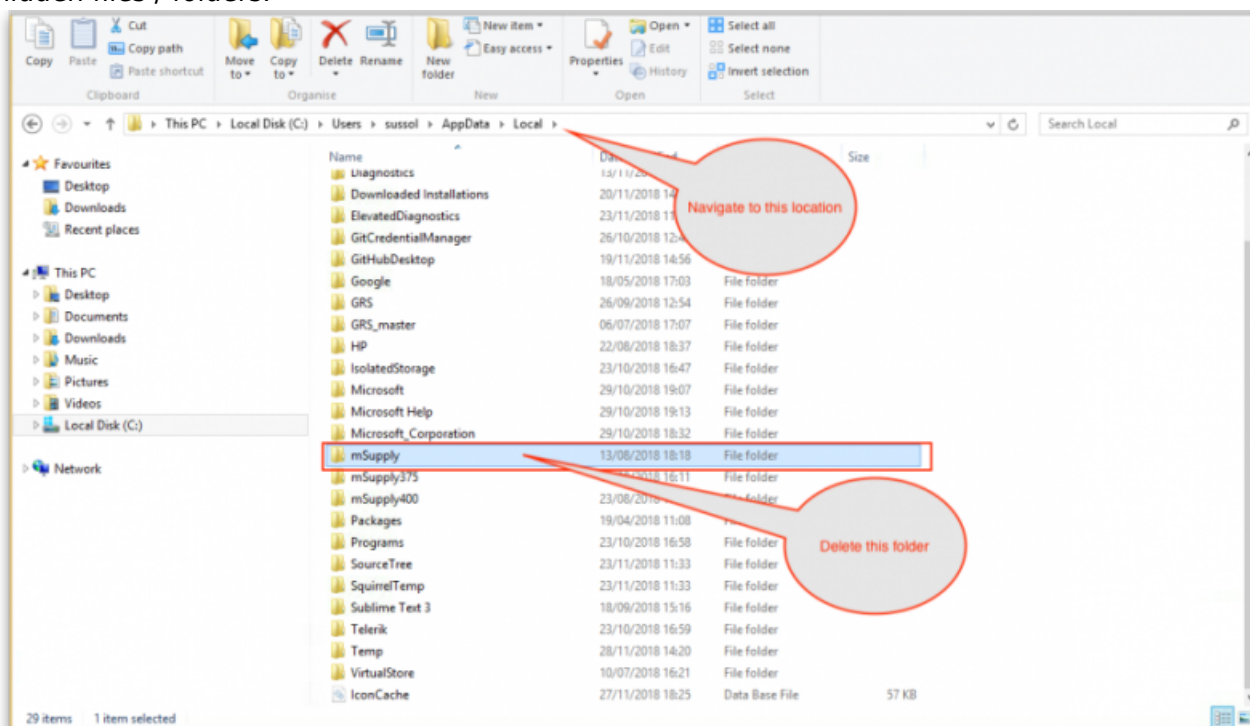 hidden files / folders.
Cut
Copy path
Paste shortcut
Copy Paste
Clipboard
Move to Copy to
Delete Rename
Organise
New folder
New item
Easy access
New
Properties
Open
Edit
History
Open
Select all
Select none
Invert selection
Select
This PC Local Disk (C:) Users sussol AppData Local
Search Local
Favourites
Desktop
Downloads
Recent places
This PC
Desktop
Documents
Downloads
Music
Pictures
Videos
Local Disk (C:)
Network
Name Size
Diagnostics
Downloaded Installations 20/11/2018
ElevatedDiagnostics 23/11/2018
GitCredentialManager 26/10/2018
GitHubDesktop 19/11/2018 14:56
Google 18/05/2018 17:03 File folder
GRS 26/09/2018 12:54 File folder
GRS_master 06/07/2018 17:07 File folder
HP 22/08/2018 18:37 File folder
IsolatedStorage 23/10/2018 16:47 File folder
Microsoft 29/10/2018 19:07 File folder
Microsoft Help 29/10/2018 19:13 File folder
Microsoft_Corporation 29/10/2018 18:32 File folder
mSupply 13/08/2018 18:18 File folder
mSupply375 16:11 File folder
mSupply400 File folder
Packages 19/04/2018 11:08
Programs 23/10/2018 16:58 File folder
SourceTree 23/11/2018 11:33 File folder
SquirrelTemp 23/11/2018 11:33 File folder
Sublime Text 3 18/09/2018 15:16 File folder
Telerik 23/10/2018 16:59 File folder
Temp 28/11/2018 14:20 File folder
VirtualStore 10/07/2018 16:21 File folder
IconCache 27/11/2018 18:25 Data Base File 57 KB
Navigate to this location
Delete this folder
29 items 1 item selected